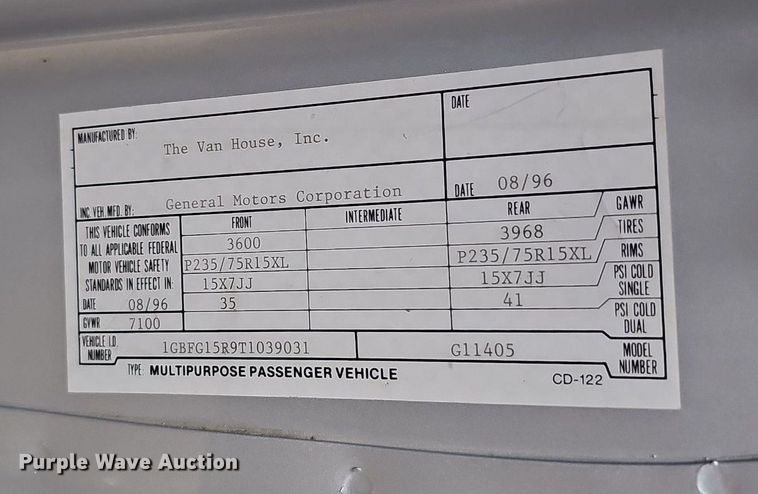 MANUFACTURED BY: The Van House, Inc. DATE
INC. VEH. MFD. BY: General Motors Corporation DATE 08/96
THIS VEHICLE CONFORMS
TO ALL APPLICABLE FEDERAL
MOTOR VEHICLE SAFETY
STANDARDS IN EFFECT IN:
DATE 08/96
GVWR 7100
FRONT INTERMEDIATE REAR GAWR
3600 3968 TIRES
P235/75R15XL P235/75R15XL RIMS
15X7JJ 15X7JJ PSI COLD SINGLE
35 41 PSI COLD DUAL
VEHICLE I.D. NUMBER 1GBFG15R9T1039031 G11405 MODEL NUMBER
TYPE: MULTIPURPOSE PASSENGER VEHICLE CD-122
Purple Wave Auction